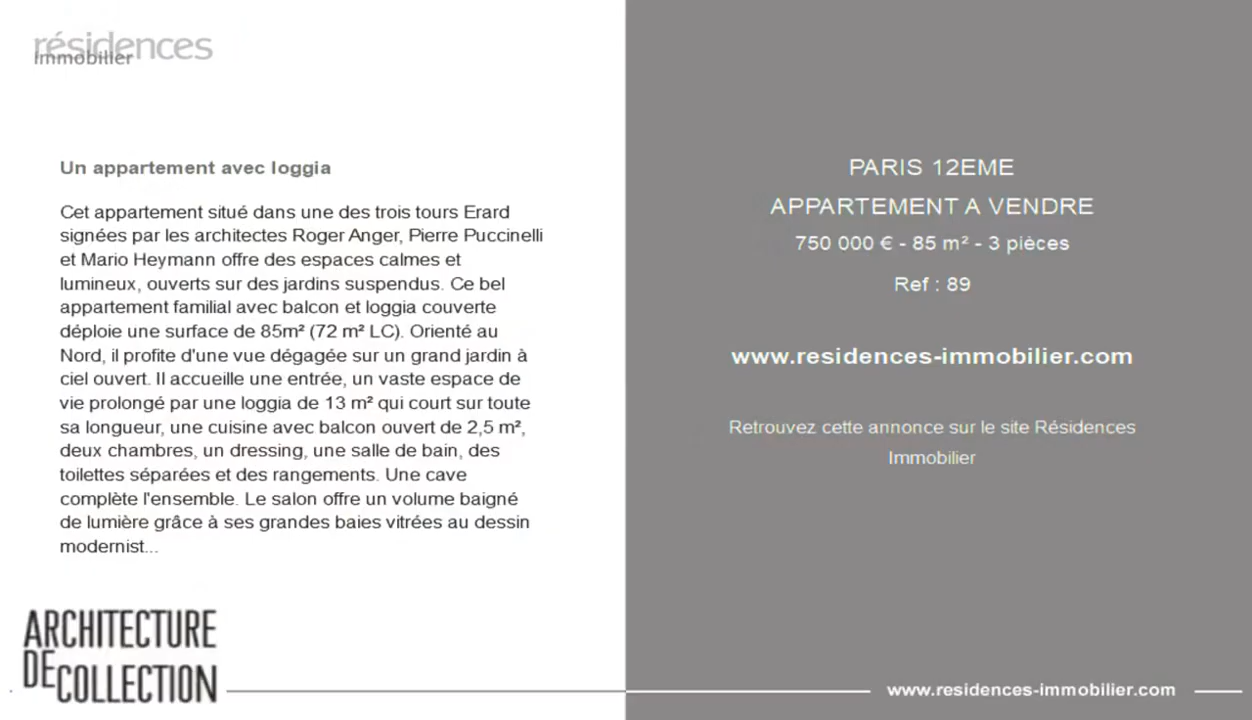 résidences
Immobilier
Un appartement avec loggia
Cet appartement situé dans une des trois tours Erard
signées par les architectes Roger Anger, Pierre Puccinelli
et Mario Heymann offre des espaces calmes et
lumineux, ouverts sur des jardins suspendus. Ce bel
appartement familial avec balcon et loggia couverte
déploie une surface de 85m² (72 m² LC). Orienté au
Nord, il profite d'une vue dégagée sur un grand jardin à
ciel ouvert. Il accueille une entrée, un vaste espace de
vie prolongé par une loggia de 13 m² qui court sur toute
sa longueur, une cuisine avec balcon ouvert de 2,5 m²,
deux chambres, un dressing, une salle de bain, des
toilettes séparées et des rangements. Une cave
complète l'ensemble. Le salon offre un volume baigné
de lumière grâce à ses grandes baies vitrées au dessin
modernist...
ARCHITECTURE
DE COLLECTION
PARIS 12EME
APPARTEMENT A VENDRE
750 000 € - 85 m² - 3 pièces
Ref : 89
www.residences-immobilier.com
Retrouvez cette annonce sur le site Résidences
Immobilier
www.residences-immobilier.com